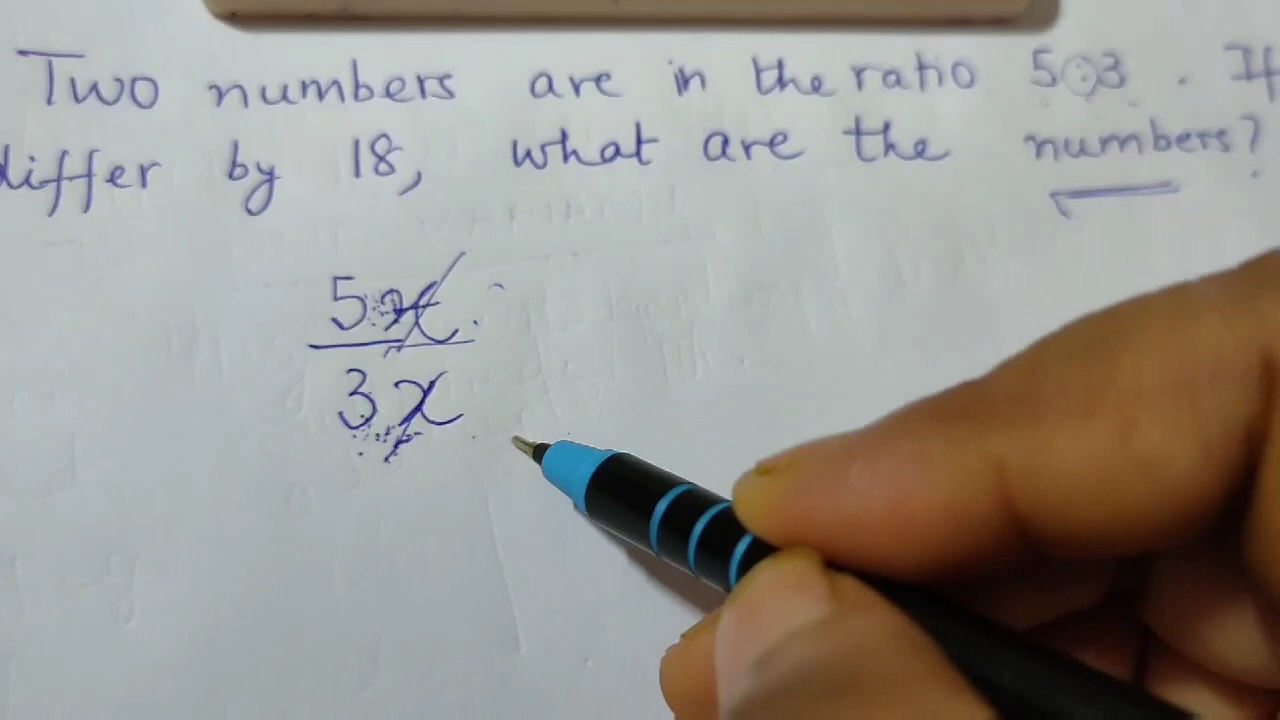 Two numbers are in the ratio 5:3. If
differ by 18, what are the numbers?
5x
3x